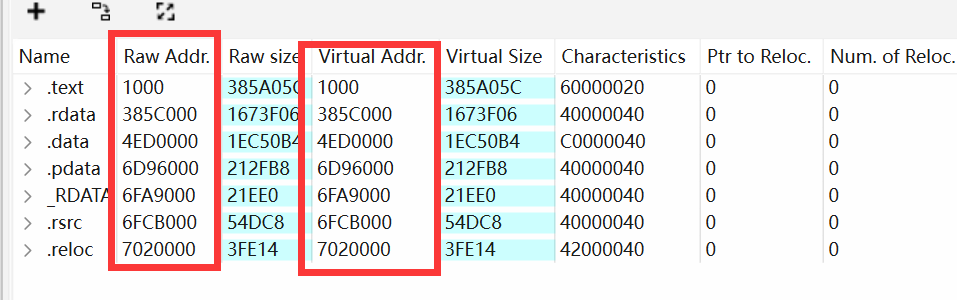 Name Raw Addr. Raw size Virtual Addr. Virtual Size Characteristics Ptr to Reloc. Num. of Reloc.
.text 1000 385A05C 1000 385A05C 60000020 0 0
.rdata 385C000 1673F06 385C000 1673F06 40000040 0 0
.data 4ED0000 1EC50B4 4ED0000 1EC50B4 C0000040 0 0
.pdata 6D96000 212FB8 6D96000 212FB8 40000040 0 0
_RDATA 6FA9000 21EE0 6FA9000 21EE0 40000040 0 0
.rsrc 6FCB000 54DC8 6FCB000 54DC8 40000040 0 0
.reloc 7020000 3FE14 7020000 3FE14 42000040 0 0